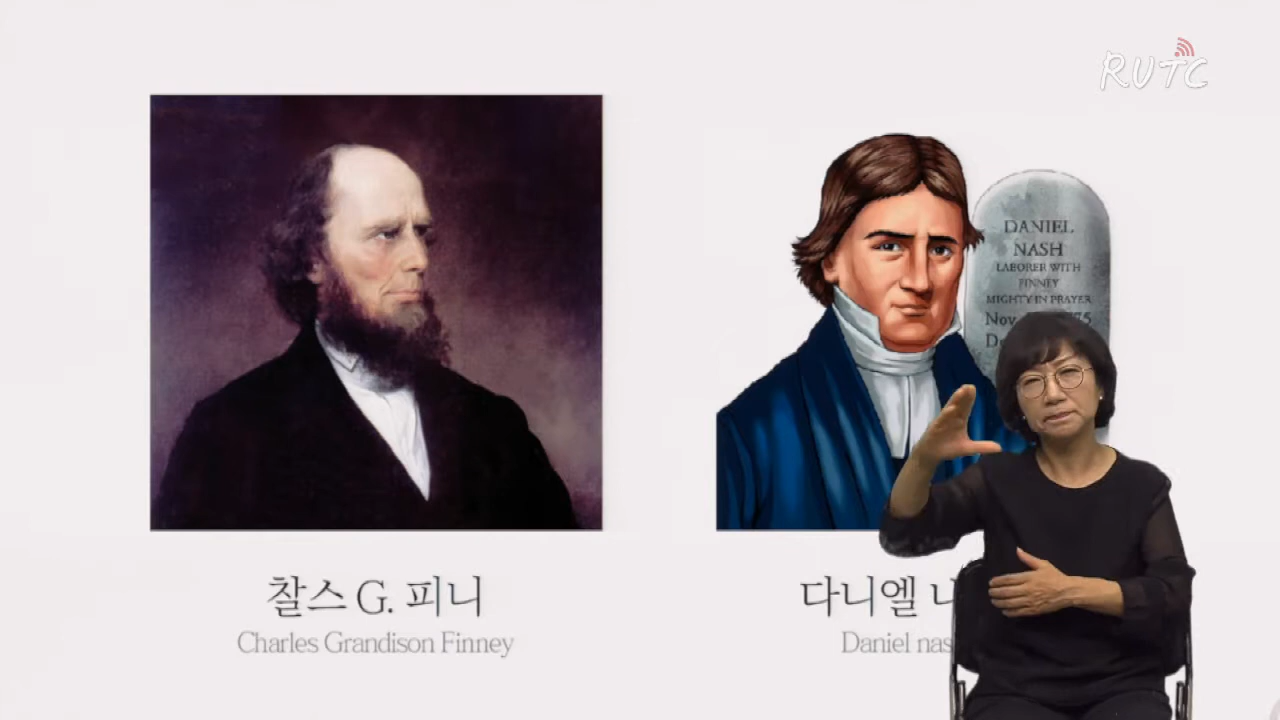 RUTC
DANIEL
NASH
LABORER WITH
FINNEY
MIGHTY IN PRAYER
Nov
찰스 G. 피니
다니엘
Charles Grandison Finney
Daniel nas